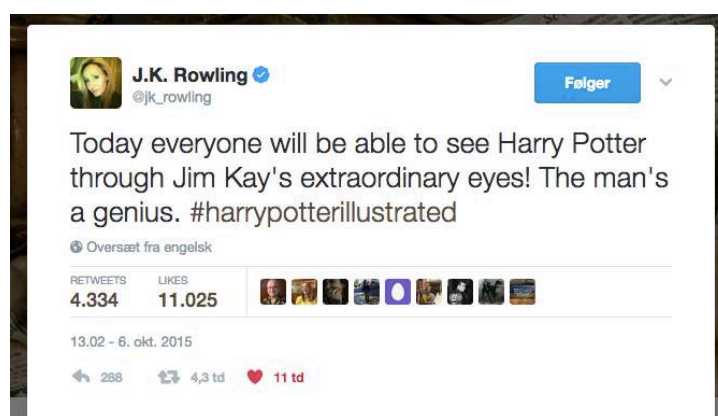 J.K. Rowling
@jk_rowling
Følger
Today everyone will be able to see Harry Potter
through Jim Kay's extraordinary eyes! The man's
a genius. #harrypotterillustrated
Oversæt fra engelsk
RETWEETS LIKES
4.334 11.025
13.02 - 6. okt. 2015
288 4,3 td 11 td